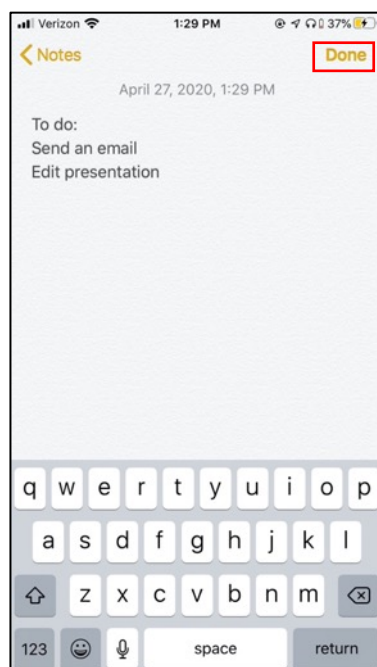 Verizon 1:29 PM 37%
Notes Done
April 27, 2020, 1:29 PM
To do:
Send an email
Edit presentation
q w e r t y u i o p
a s d f g h j k l
z x c v b n m
123 space return